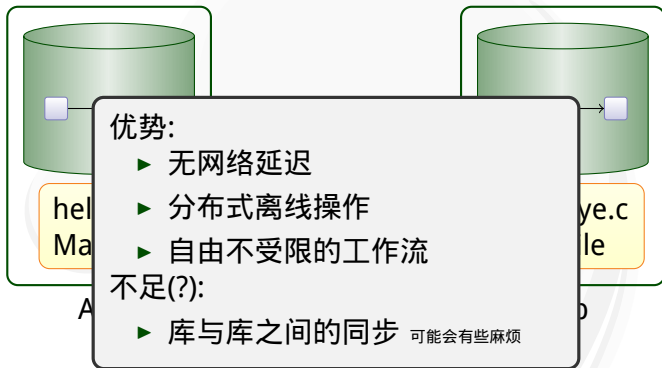 优势:
无网络延迟
分布式离线操作
自由不受限的工作流
不足(?):
库与库之间的同步 可能会有些麻烦